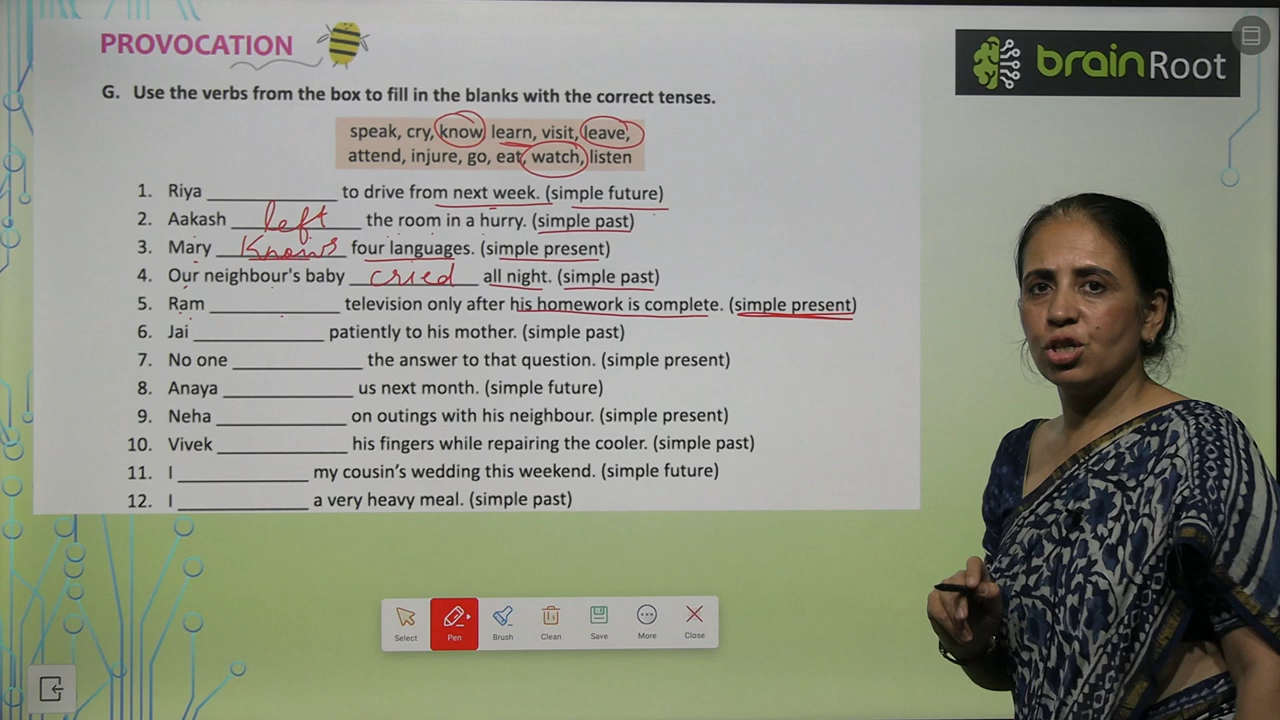 PROVOCATION
brainRoot
G. Use the verbs from the box to fill in the blanks with the correct tenses.
speak, cry, know learn, visit, leave,
attend, injure, go, eat, watch, listen
1. Riya ______________ to drive from next week. (simple future)
2. Aakash left the room in a hurry. (simple past)
3. Mary Knows four languages. (simple present)
4. Our neighbour's baby cried all night. (simple past)
5. Ram ______________ television only after his homework is complete. (simple present)
6. Jai ______________ patiently to his mother. (simple past)
7. No one ______________ the answer to that question. (simple present)
8. Anaya ______________ us next month. (simple future)
9. Neha ______________ on outings with his neighbour. (simple present)
10. Vivek ______________ his fingers while repairing the cooler. (simple past)
11. I ______________ my cousin's wedding this weekend. (simple future)
12. I ______________ a very heavy meal. (simple past)
Select Pen Brush Clean Save More Close